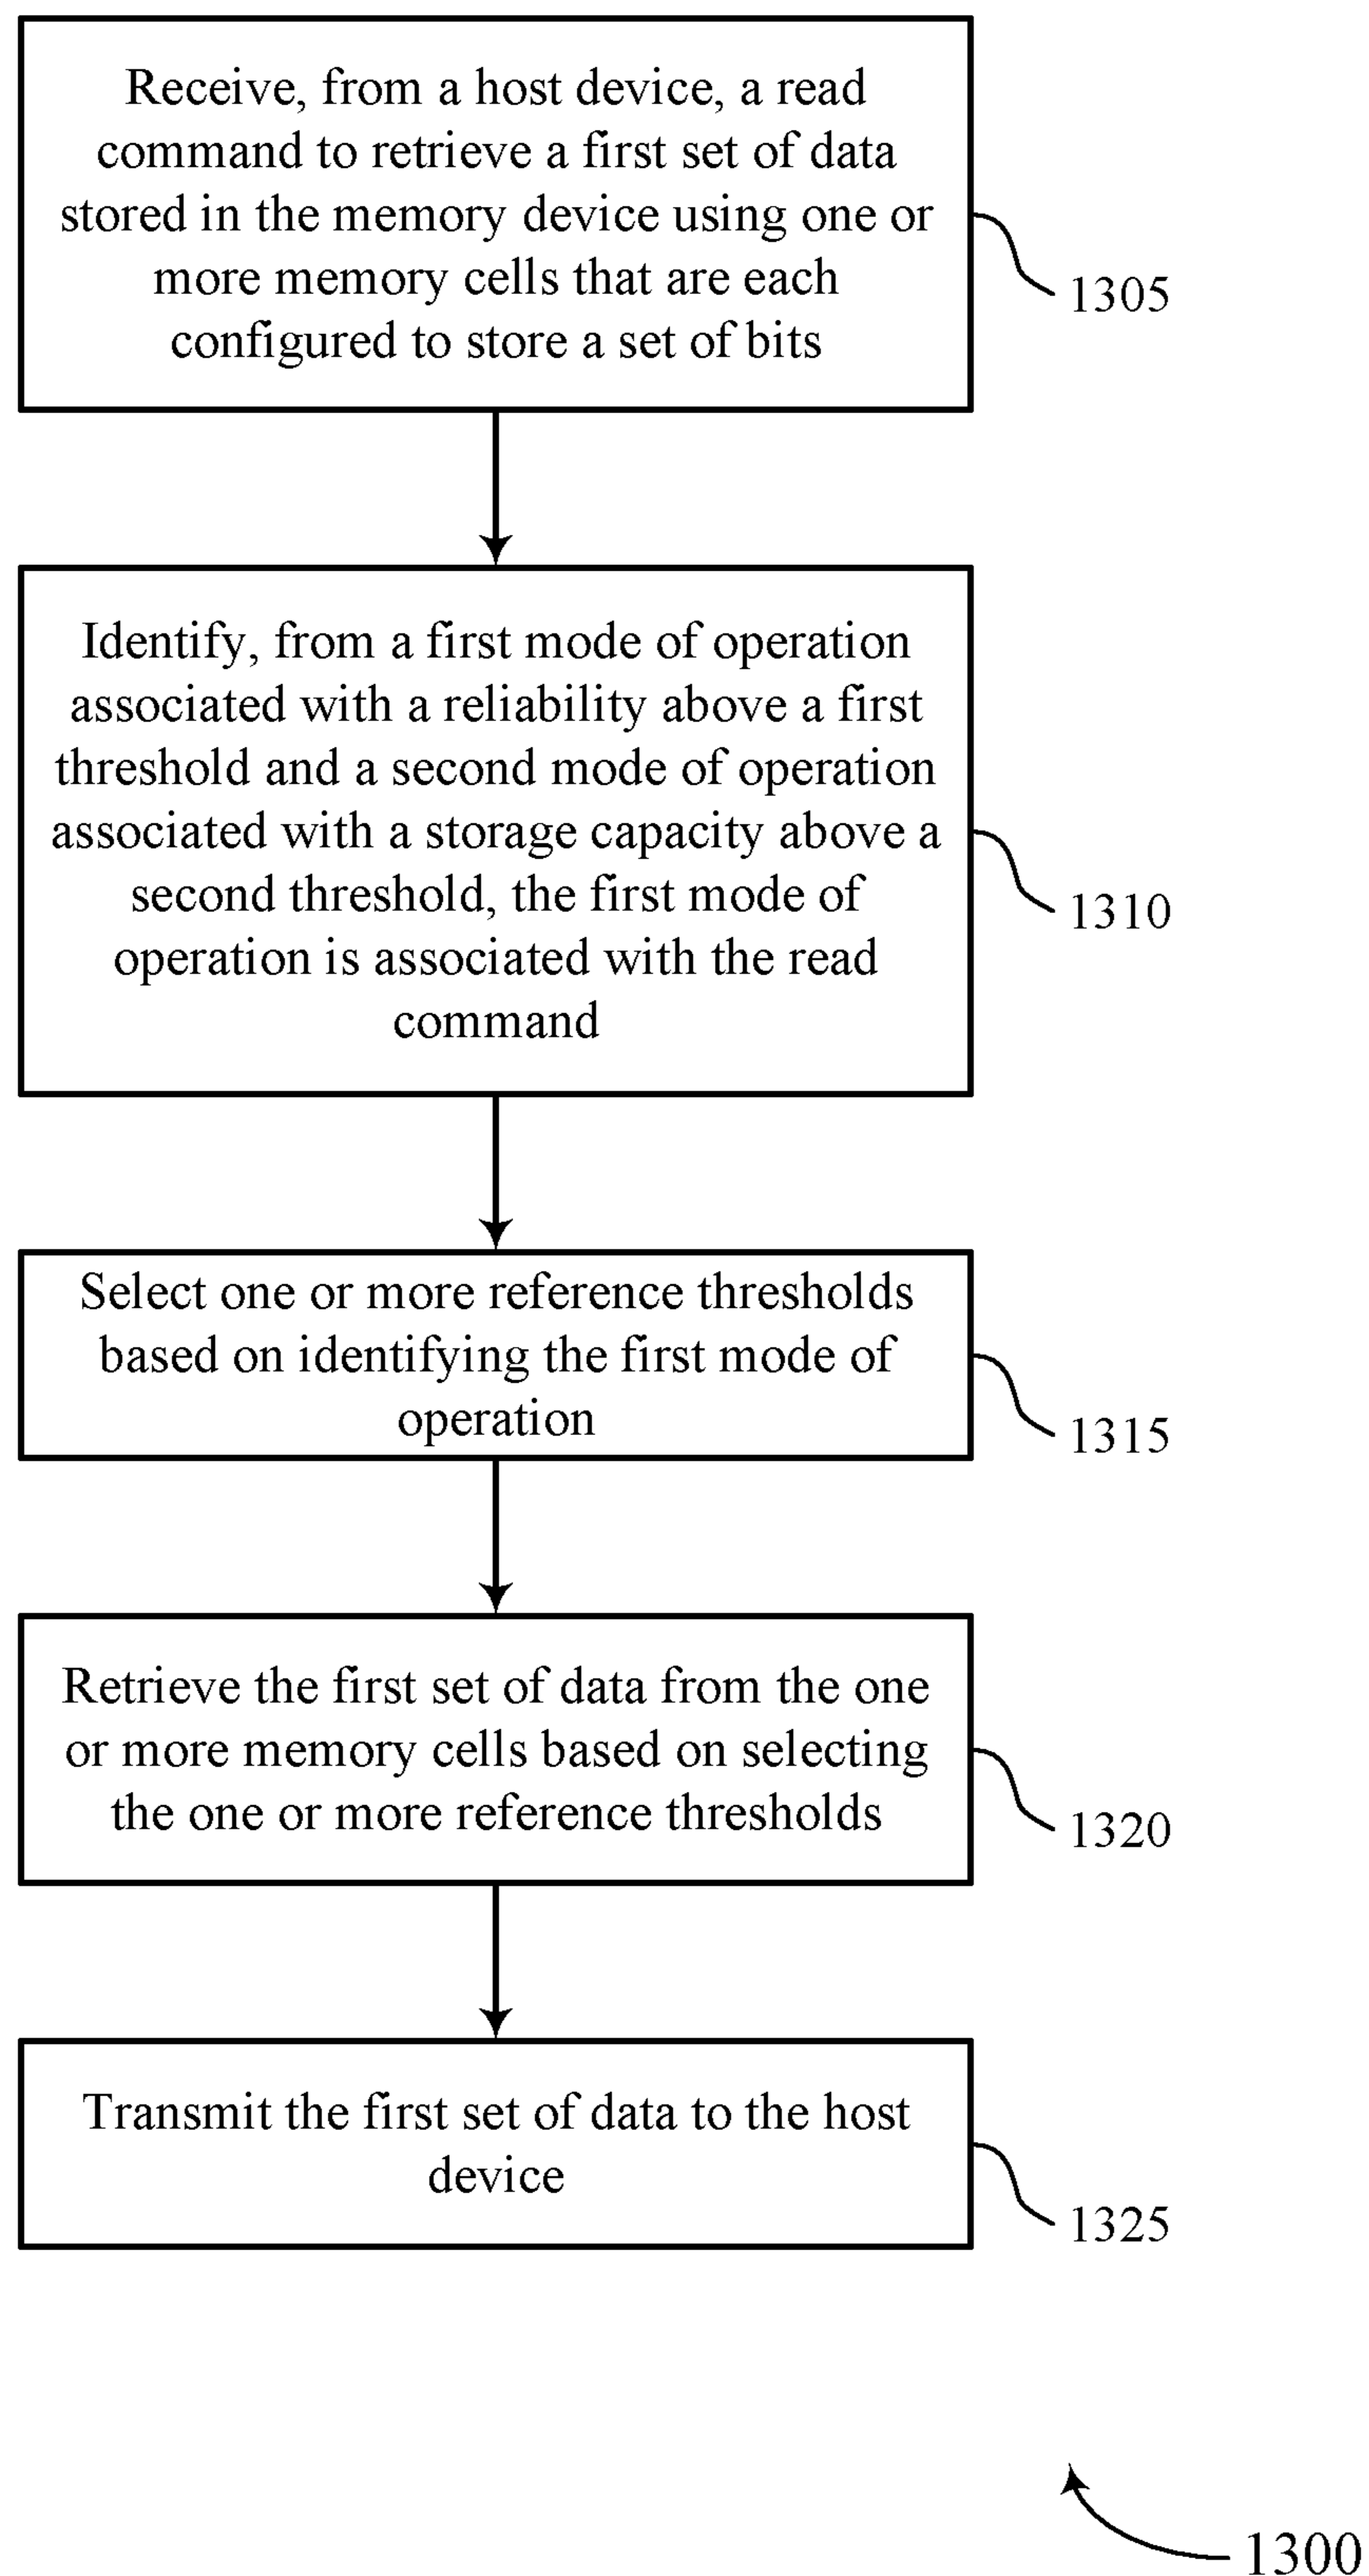 Receive, from a host device, a read
command to retrieve a first set of data
stored in the memory device using one or
more memory cells that are each
configured to store a set of bits
1305
Identify, from a first mode of operation
associated with a reliability above a first
threshold and a second mode of operation
associated with a storage capacity above a
second threshold, the first mode of
operation is associated with the read
command
1310
Select one or more reference thresholds
based on identifying the first mode of
operation
1315
Retrieve the first set of data from the one
or more memory cells based on selecting
the one or more reference thresholds
1320
Transmit the first set of data to the host
device
1325
1300